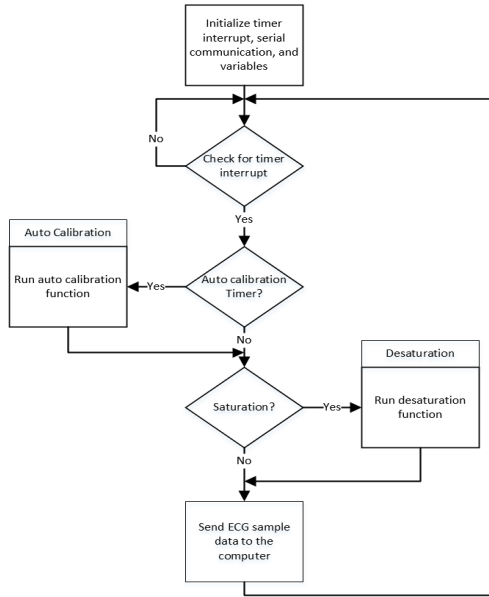 Initialize timer
interrupt, serial
communication, and
variables
No
Check for timer
interrupt
Yes
Auto Calibration
Run auto calibration
function
Yes
Auto calibration
Timer?
No
Desaturation
Saturation?
Yes
Run desaturation
function
No
Send ECG sample
data to the
computer